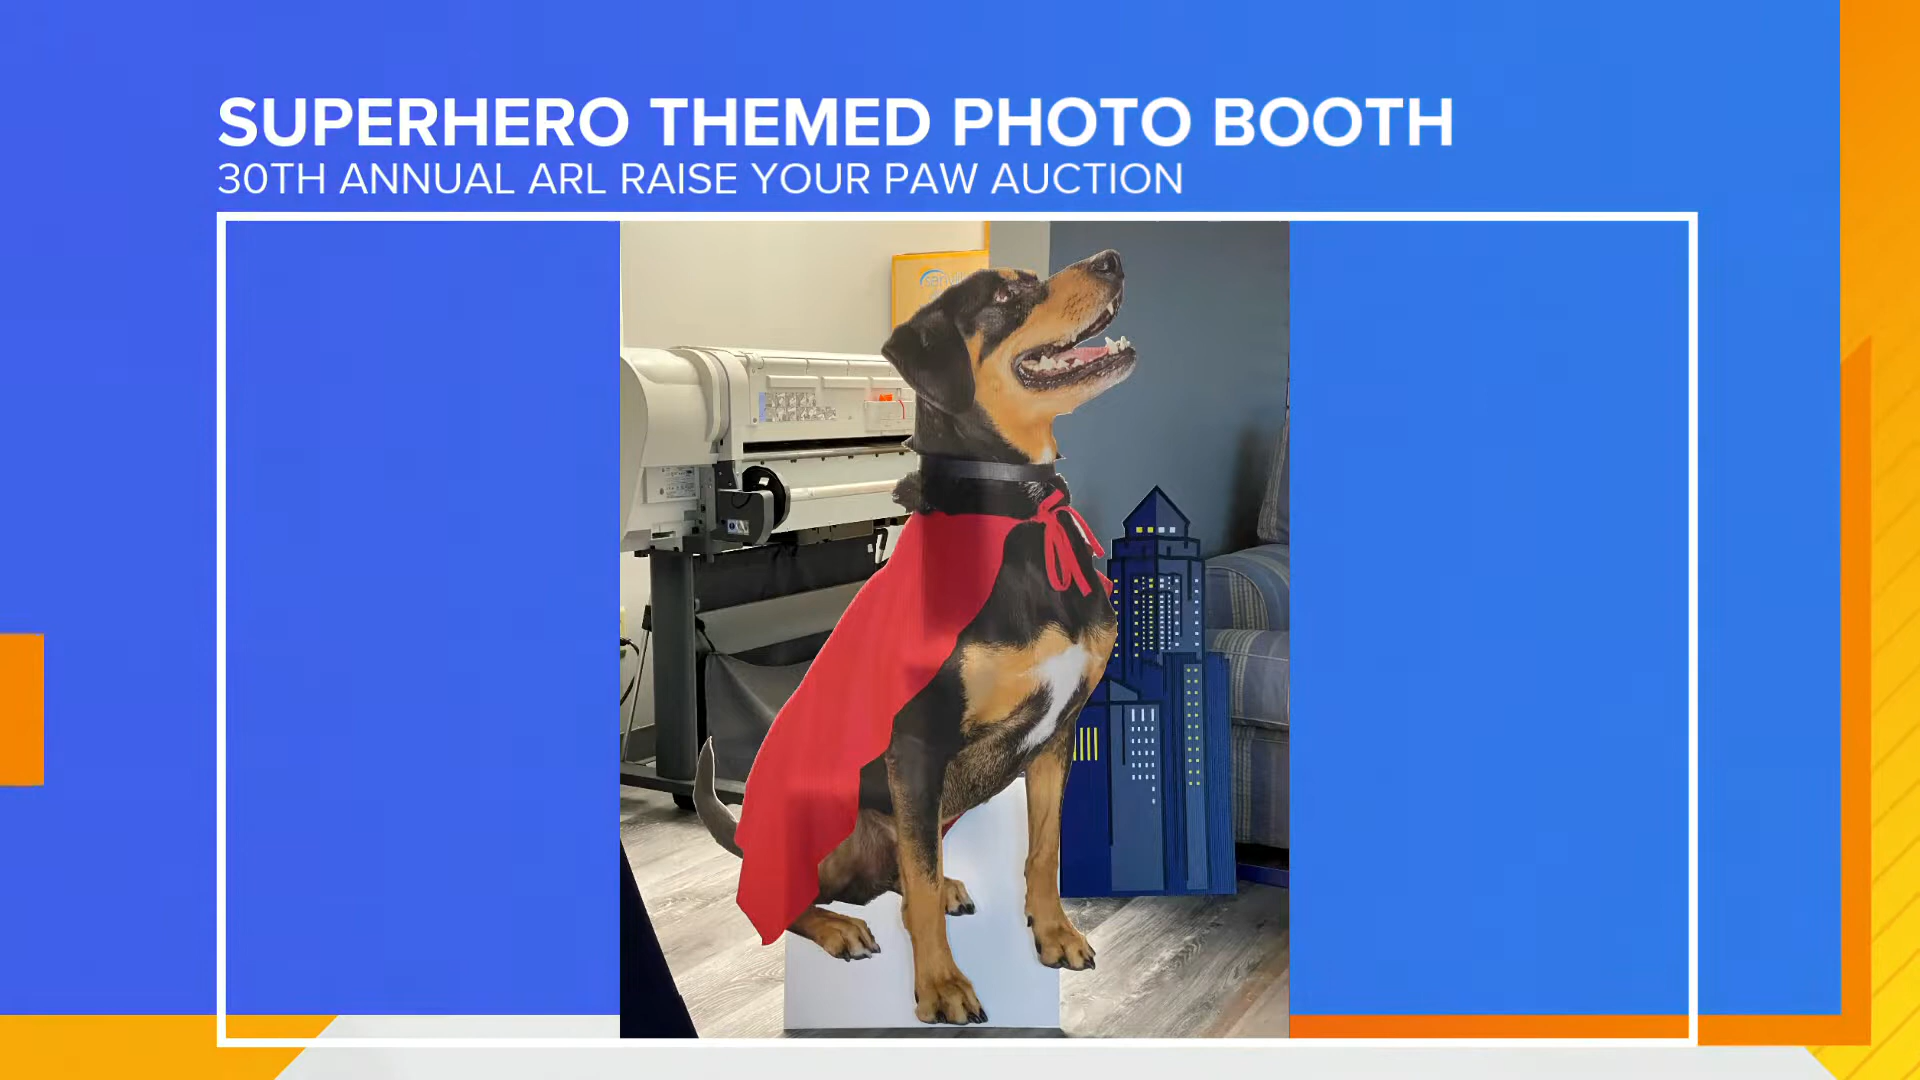 SUPERHERO THEMED PHOTO BOOTH
30TH ANNUAL ARL RAISE YOUR PAW AUCTION